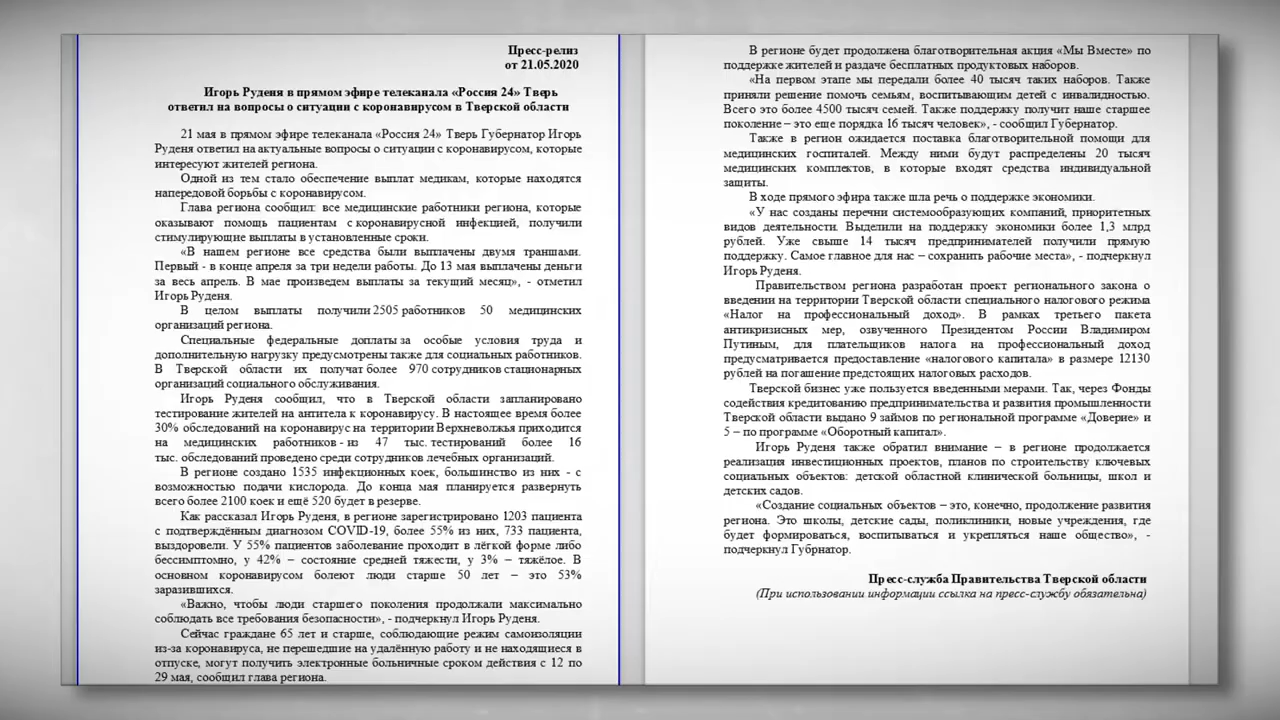 Пресс-релиз
от 21.05.2020
Игорь Руденя в прямом эфире телеканала «Россия 24» Тверь
ответил на вопросы о ситуации с коронавирусом в Тверской области
21 мая в прямом эфире телеканала «Россия 24» Тверь Губернатор Игорь
Руденя ответил на актуальные вопросы о ситуации с коронавирусом, которые
интересуют жителей региона.
Одной из тем стало обеспечение выплат медикам, которые находятся
напередовой борьбы с коронавирусом.
Глава региона сообщил: все медицинские работники региона, которые
оказывают помощь пациентам с коронавирусной инфекцией, получили
стимулирующие выплаты в установленные сроки.
«В нашем регионе все средства были выплачены двумя траншами.
Первый - в конце апреля за три недели работы. До 13 мая выплачены деньги
за весь апрель. В мае произведем выплаты за текущий месяц», - отметил
Игорь Руденя.
В целом выплаты получили 2505 работников 50 медицинских
организаций региона.
Специальные федеральные доплаты за особые условия труда и
дополнительную нагрузку предусмотрены также для социальных работников.
В Тверской области их получат более 970 сотрудников стационарных
организаций социального обслуживания.
Игорь Руденя сообщил, что в Тверской области запланировано
тестирование жителей на антитела к коронавирусу. В настоящее время более
30% обследований на коронавирус на территории Верхневолжья приходится
на медицинских работников - из 47 тыс. тестирований более 16
тыс. обследований проведено среди сотрудников лечебных организаций.
В регионе создано 1535 инфекционных коек, большинство из них - с
возможностью подачи кислорода. До конца мая планируется развернуть
всего более 2100 коек и ещё 520 будет в резерве.
Как рассказал Игорь Руденя, в регионе зарегистрировано 1203 пациента
с подтверждённым диагнозом COVID-19, более 55% из них, 733 пациента,
выздоровели. У 55% пациентов заболевание проходит в лёгкой форме либо
бессимптомно, у 42% – состояние средней тяжести, у 3% – тяжёлое. В
основном коронавирусом болеют люди старше 50 лет – это 53%
заразившихся.
«Важно, чтобы люди старшего поколения продолжали максимально
соблюдать все требования безопасности», - подчеркнул Игорь Руденя.
Сейчас граждане 65 лет и старше, соблюдающие режим самоизоляции
из-за коронавируса, не перешедшие на удалённую работу и не находящиеся в
отпуске, могут получить электронные больничные сроком действия с 12 по
29 мая, сообщил глава региона.
В регионе будет продолжена благотворительная акция «Мы Вместе» по
поддержке жителей и раздаче бесплатных продуктовых наборов.
«На первом этапе мы передали более 40 тысяч таких наборов. Также
приняли решение помочь семьям, воспитывающим детей с инвалидностью.
Всего это более 4500 тысяч семей. Также поддержку получит наше старшее
поколение – это еще порядка 16 тысяч человек», - сообщил Губернатор.
Также в регион ожидается поставка благотворительной помощи для
медицинских госпиталей. Между ними будут распределены 20 тысяч
медицинских комплектов, в которые входят средства индивидуальной
защиты.
В ходе прямого эфира также шла речь о поддержке экономики.
«У нас созданы перечни системообразующих компаний, приоритетных
видов деятельности. Выделили на поддержку экономики более 1,3 млрд
рублей. Уже свыше 14 тысяч предпринимателей получили прямую
поддержку. Самое главное для нас – сохранить рабочие места», - подчеркнул
Игорь Руденя.
Правительством региона разработан проект регионального закона о
введении на территории Тверской области специального налогового режима
«Налог на профессиональный доход». В рамках третьего пакета
антикризисных мер, озвученного Президентом России Владимиром
Путиным, для плательщиков налога на профессиональный доход
предусматривается предоставление «налогового капитала» в размере 12130
рублей на погашение предстоящих налоговых расходов.
Тверской бизнес уже пользуется введенными мерами. Так, через Фонды
содействия кредитованию предпринимательства и развития промышленности
Тверской области выдано 9 займов по региональной программе «Доверие» и
5 – по программе «Оборотный капитал».
Игорь Руденя также обратил внимание – в регионе продолжается
реализация инвестиционных проектов, планов по строительству ключевых
социальных объектов: детской областной клинической больницы, школ и
детских садов.
«Создание социальных объектов – это, конечно, продолжение развития
региона. Это школы, детские сады, поликлиники, новые учреждения, где
будет формироваться, воспитываться и укрепляться наше общество», -
подчеркнул Губрнатор.
Пресс-служба Правительства Тверской области
(При использовании информации ссылка на пресс-службу обязательна)